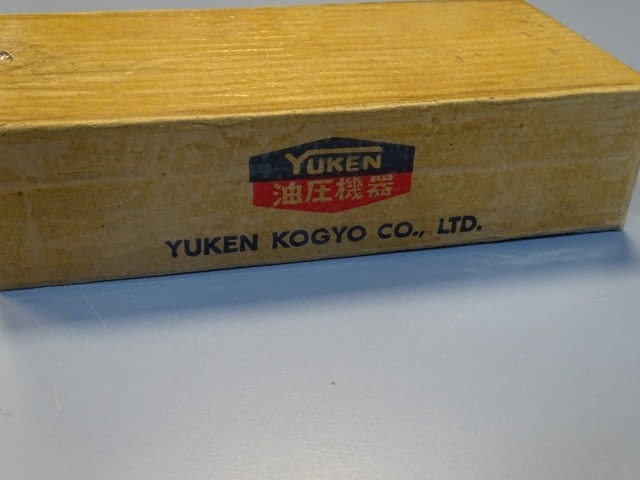 YUKEN
油圧機器
YUKEN KOGYO CO., LTD.